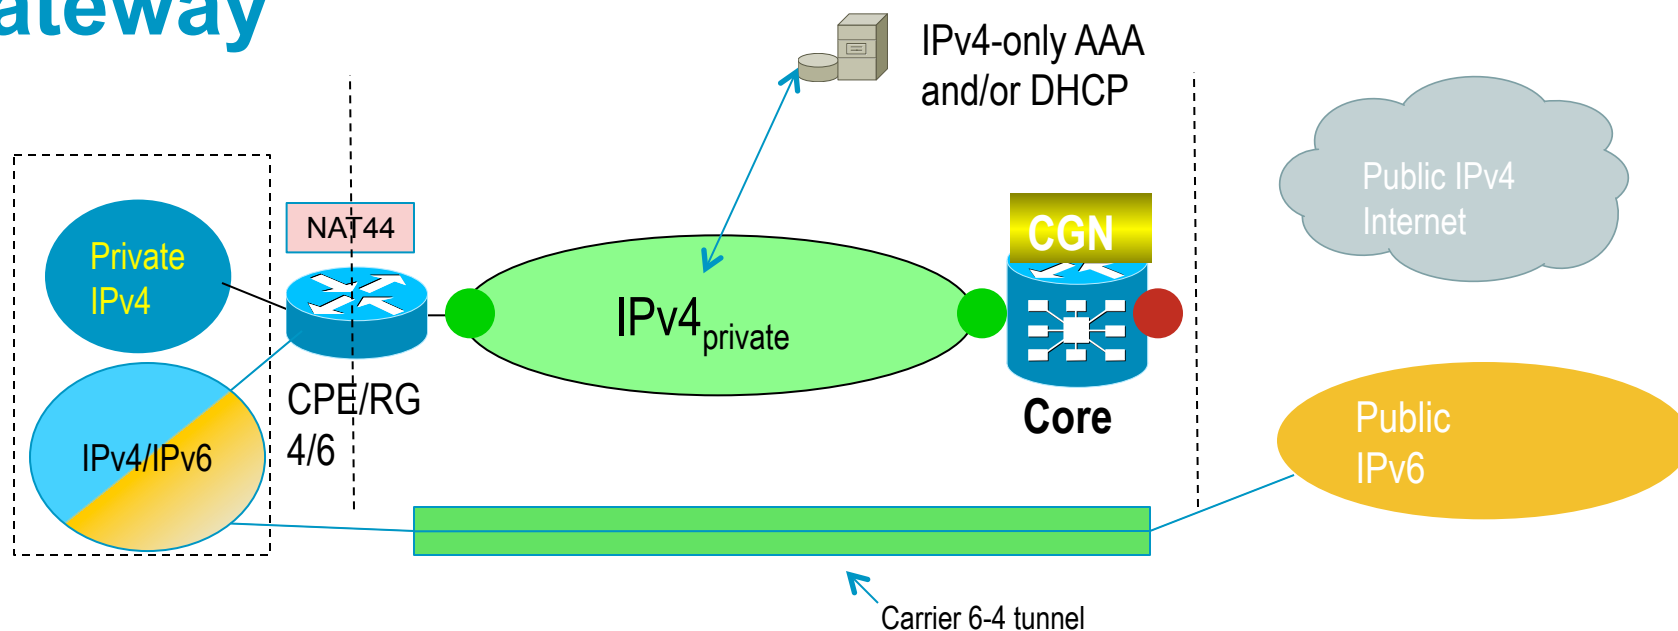 ateway
IPv4-only AAA
and/or DHCP
Public IPv4
Internet
NAT44
CGN
Private
IPv4
IPv4private
CPE/RG
4/6
Core
IPv4/IPv6
Public
IPv6
Carrier 6-4 tunnel